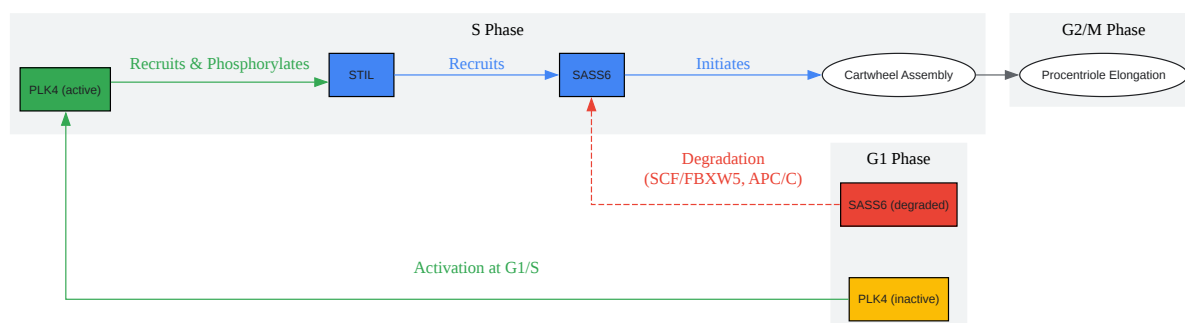 S Phase
G2/M Phase
Recruits & Phosphorylates
Recruits
Initiates
PLK4 (active)
STIL
SASS6
Cartwheel Assembly
Procentriole Elongation
Degradation
(SCF/FBXW5, APC/C)
G1 Phase
SASS6 (degraded)
Activation at G1/S
PLK4 (inactive)